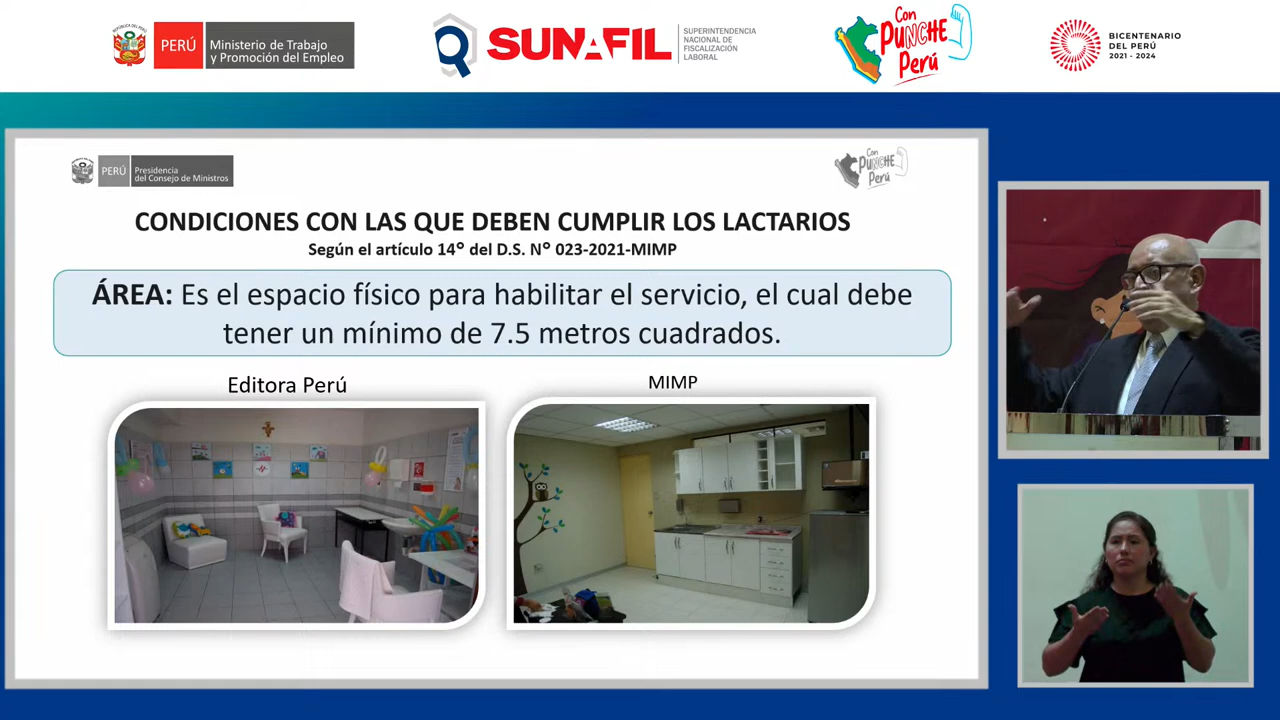 REPÚBLICA DEL PERÚ
PERÚ
Ministerio de Trabajo
y Promoción del Empleo
SUNAFIL
SUPERINTENDENCIA
NACIONAL DE
FISCALIZACIÓN
LABORAL
Con
PUNCHE
Perú
BICENTENARIO
DEL PERÚ
2021 - 2024
PERÚ
Presidencia
del Consejo de Ministros
Con
PUNCHE
Perú
CONDICIONES CON LAS QUE DEBEN CUMPLIR LOS LACTARIOS
Según el artículo 14° del D.S. N° 023-2021-MIMP
ÁREA: Es el espacio físico para habilitar el servicio, el cual debe
tener un mínimo de 7.5 metros cuadrados.
Editora Perú
MIMP